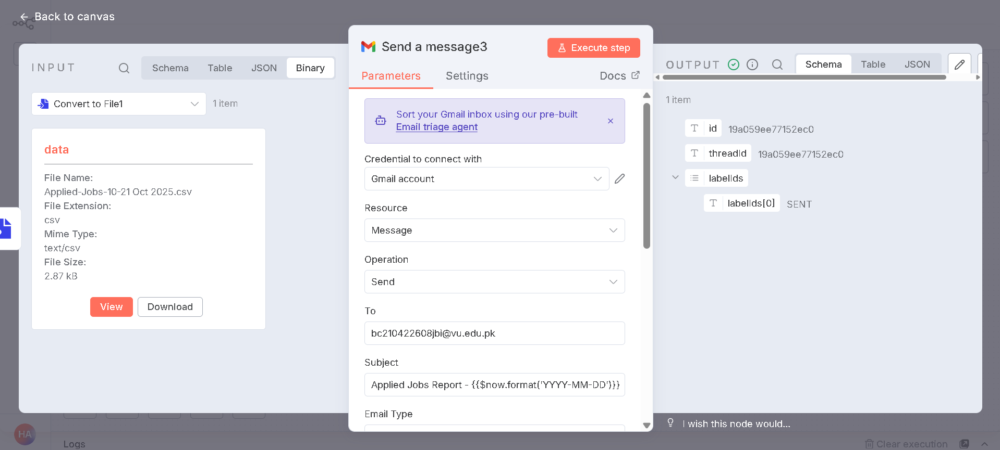 Back to canvas
INPUT
Schema
Table
JSON
Binary
Convert to File1
1 item
data
File Name:
Applied-Jobs-10-21 Oct 2025.csv
File Extension:
csv
Mime Type:
text/csv
File Size:
2.87 kB
View
Download
Send a message3
Execute step
Parameters
Settings
Docs
Sort your Gmail inbox using our pre-built
Email triage agent
Credential to connect with
Gmail account
Resource
Message
Operation
Send
To
bc210422608jbi@vu.edu.pk
Subject
Applied Jobs Report - {{$now.format('YYYY-MM-DD')}}
Email Type
OUTPUT
Schema
Table
JSON
1 item
T id 19a059ee77152ec0
T threadId 19a059ee77152ec0
labelIds
T labelIds[0] SENT
I wish this node would...
HA
Logs
Clear execution